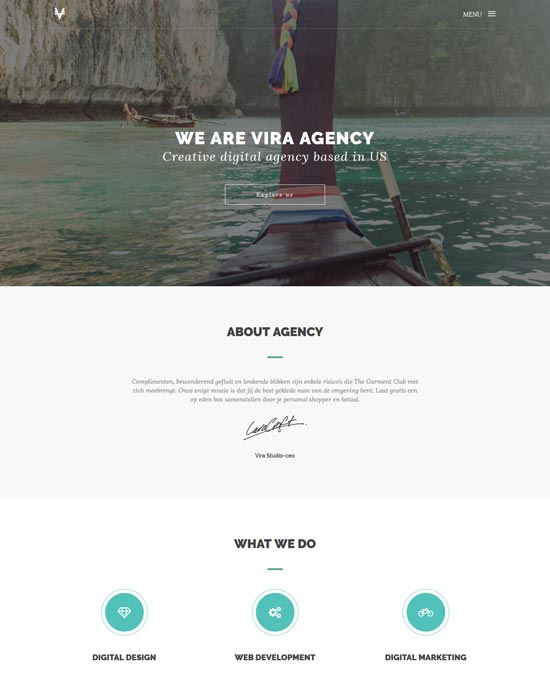 MENU
WE ARE VIRA AGENCY
Creative digital agency based in US
Explore us
ABOUT AGENCY
Complimenten, bewonderend gefluit en lonkende blikken zijn enkele risico's die The Garment Club met
zich meebrengt. Onze enige missie is dat jij de best geklede man van de omgeving bent. Laat gratis een
op eden box samenstellen door je personal shopper en betaal.
Vira Studio-ceo
WHAT WE DO
DIGITAL DESIGN
WEB DEVELOPMENT
DIGITAL MARKETING